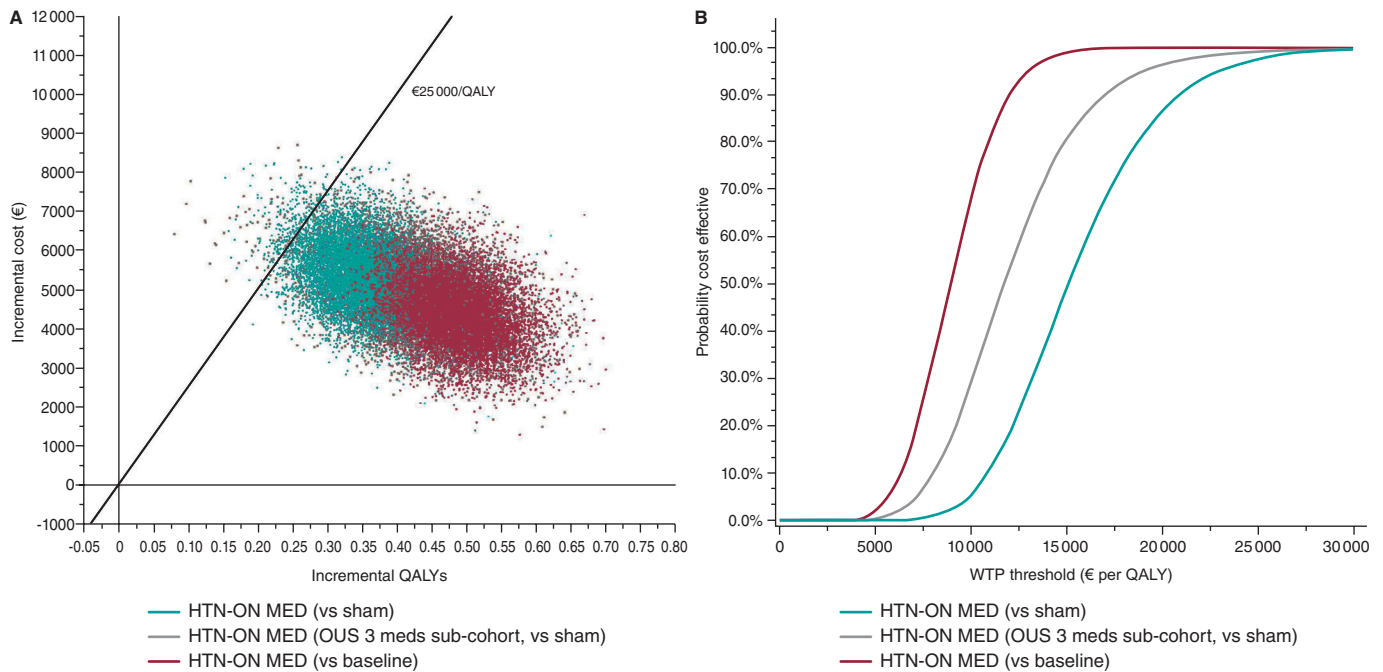 A
Incremental cost (€)
12 000
11 000
10 000
9000
8000
7000
6000
5000
4000
3000
2000
1000
0
-1000
€25 000/QALY
-0.05 0 0.05 0.10 0.15 0.20 0.25 0.30 0.35 0.40 0.45 0.50 0.55 0.60 0.65 0.70 0.75 0.80
Incremental QALYs
HTN-ON MED (vs sham)
HTN-ON MED (OUS 3 meds sub-cohort, vs sham)
HTN-ON MED (vs baseline)
B
Probability cost effective
100.0%
90.0%
80.0%
70.0%
60.0%
50.0%
40.0%
30.0%
20.0%
10.0%
0.0%
0 5000 10 000 15 000 20 000 25 000 30 000
WTP threshold (€ per QALY)
HTN-ON MED (vs sham)
HTN-ON MED (OUS 3 meds sub-cohort, vs sham)
HTN-ON MED (vs baseline)